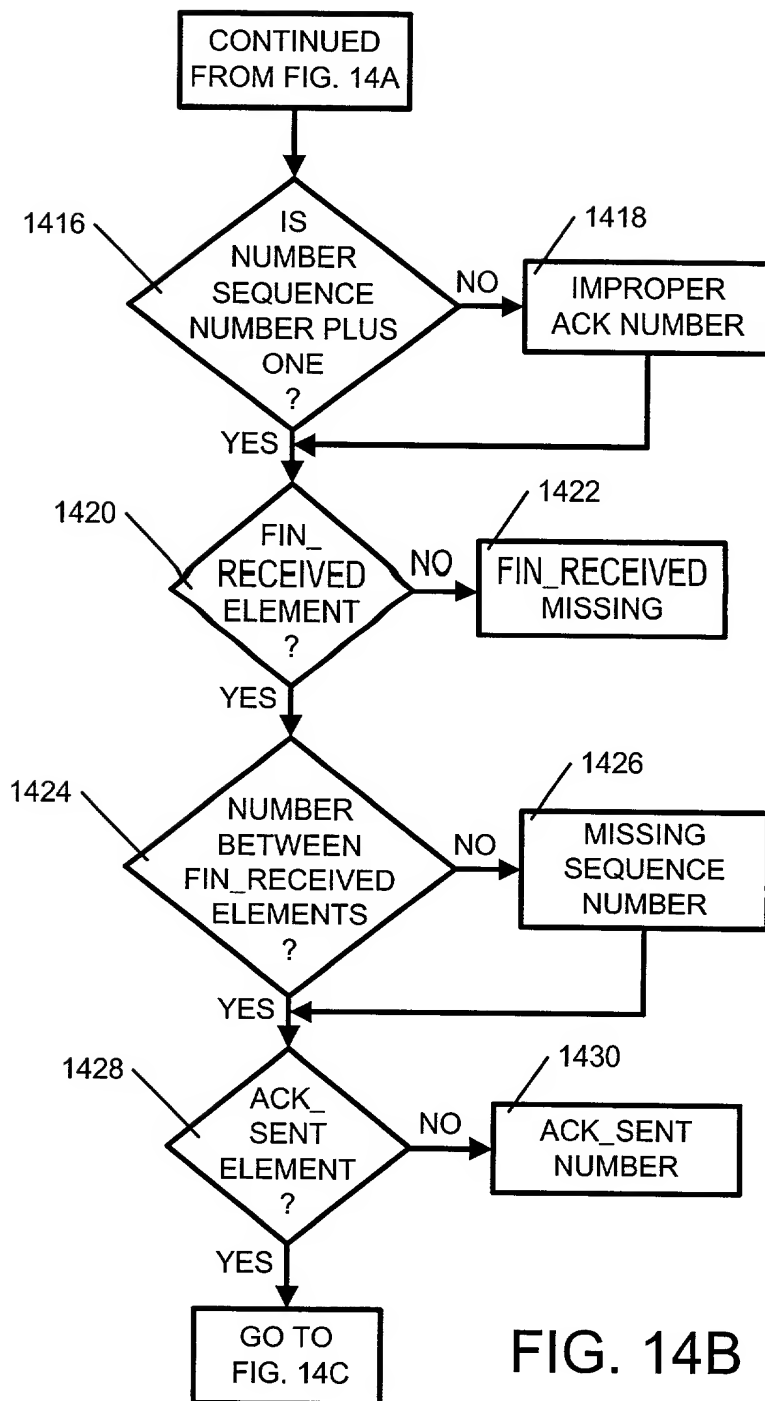 CONTINUED
FROM FIG. 14A
1416
IS
NUMBER
SEQUENCE
NUMBER PLUS
ONE
?
NO
1418
IMPROPER
ACK NUMBER
YES
1420
FIN_
RECEIVED
ELEMENT
?
NO
1422
FIN_RECEIVED
MISSING
YES
1424
NUMBER
BETWEEN
FIN_RECEIVED
ELEMENTS
?
NO
1426
MISSING
SEQUENCE
NUMBER
YES
1428
ACK_
SENT
ELEMENT
?
NO
1430
ACK_SENT
NUMBER
YES
GO TO
FIG. 14C
FIG. 14B